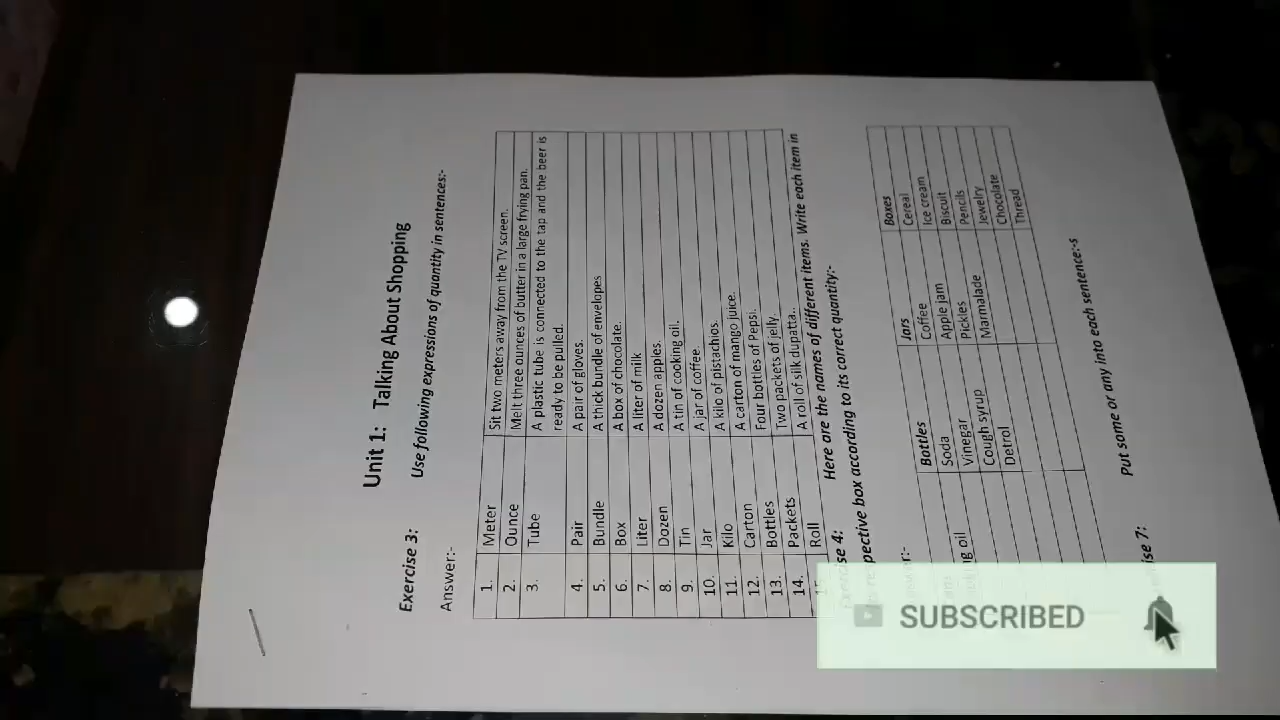 Unit 1: Talking About Shopping
Exercise 3: Use following expressions of quantity in sentences:-
Answer:-
1. Meter Sit two meters away from the TV screen.
2. Ounce Melt three ounces of butter in a large frying pan.
3. Tube A plastic tube is connected to the tap and the beer is
ready to be pulled.
4. Pair A pair of gloves.
5. Bundle A thick bundle of envelopes
6. Box A box of chocolate.
7. Liter A liter of milk
8. Dozen A dozen apples.
9. Tin A tin of cooking oil.
10. Jar A jar of coffee.
11. Kilo A kilo of pistachios.
12. Carton A carton of mango juice.
13. Bottles Four bottles of Pepsi.
14. Packets Two packets of jelly.
15. Roll A roll of silk dupatta..
Exercise 4: Here are the names of different items. Write each item in
pective box according to its correct quantity:-
Bottles Jars Boxes
Soda Coffee Cereal
Vinegar Apple jam Ice cream
Cough syrup Pickles Biscuit
Detrol Marmalade Pencils
Jewelry
Chocolate
Thread
oil
ise 7: Put some or any into each sentence:-s
SUBSCRIBED